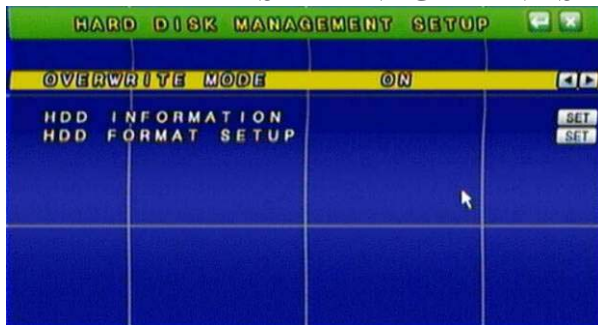 HARD DISK MANAGEMENT SETUP
OVERWRITE MODE ON
HDD INFORMATION SET
HDD FORMAT SETUP SET